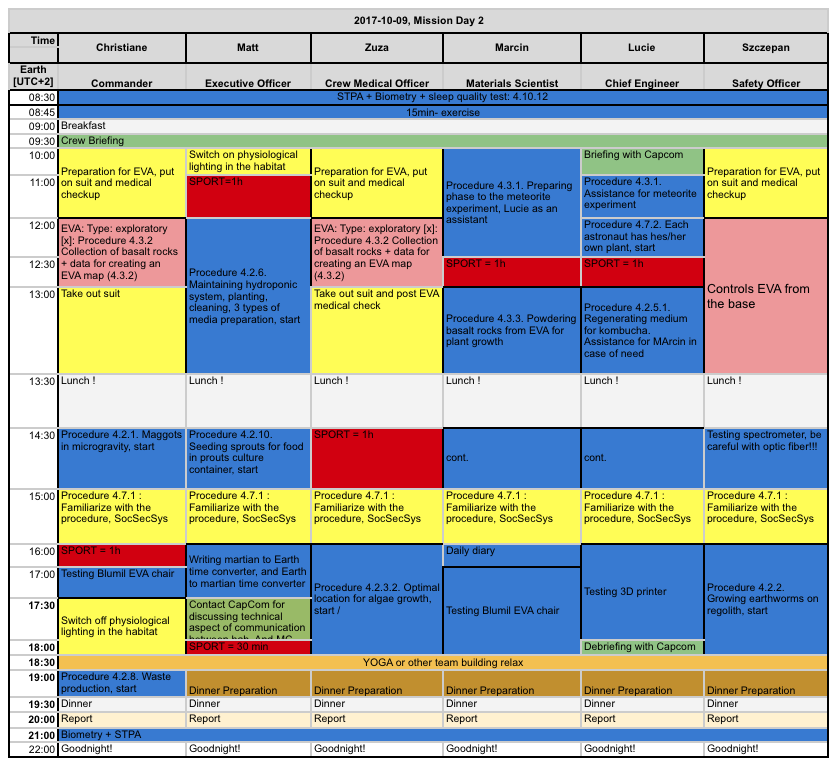 2017-10-09, Mission Day 2
Time
Christiane
Matt
Zuza
Marcin
Lucie
Szczepan
Earth
[UTC+2]
Commander
Executive Officer
Crew Medical Officer
Materials Scientist
Chief Engineer
Safety Officer
08:30
STPA + Biometry + sleep quality test: 4.10.12
08:45
15min- exercise
09:00
Breakfast
09:30
Crew Briefing
10:00
Preparation for EVA, put
on suit and medical
checkup
Switch on physiological
lighting in the habitat
Preparation for EVA, put
on suit and medical
checkup
Procedure 4.3.1. Preparing
phase to the meteorite
experiment, Lucie as an
assistant
Briefing with Capcom
Preparation for EVA, put
on suit and medical
checkup
11:00
SPORT=1h
Procedure 4.3.1.
Assistance for meteorite
experiment
12:00
EVA: Type: exploratory
[x]: Procedure 4.3.2
Collection of basalt rocks
+ data for creating an
EVA map (4.3.2)
Procedure 4.2.6.
Maintaining hydroponic
system, planting,
cleaning, 3 types of
media preparation, start
EVA: Type: exploratory [x]:
Procedure 4.3.2 Collection
of basalt rocks + data for
creating an EVA map
(4.3.2)
Procedure 4.7.2. Each
astronaut has hes/her
own plant, start
Controls EVA from
the base
12:30
SPORT = 1h
SPORT = 1h
13:00
Take out suit
Take out suit and post EVA
medical check
Procedure 4.3.3. Powdering
basalt rocks from EVA for
plant growth
Procedure 4.2.5.1.
Regenerating medium
for kombucha.
Assistance for MArcin in
case of need
13:30
Lunch !
Lunch !
Lunch !
Lunch !
Lunch !
Lunch !
14:30
Procedure 4.2.1. Maggots
in microgravity, start
Procedure 4.2.10.
Seeding sprouts for food
in prouts culture
container, start
SPORT = 1h
cont.
cont.
Testing spectrometer, be
careful with optic fiber!!!
15:00
Procedure 4.7.1 :
Familiarize with the
procedure, SocSecSys
Procedure 4.7.1 :
Familiarize with the
procedure, SocSecSys
Procedure 4.7.1 :
Familiarize with the
procedure, SocSecSys
Procedure 4.7.1 :
Familiarize with the
procedure, SocSecSys
Procedure 4.7.1 :
Familiarize with the
procedure, SocSecSys
Procedure 4.7.1 :
Familiarize with the
procedure, SocSecSys
16:00
SPORT = 1h
Writing martian to Earth
time converter, and Earth
to martian time converter
Procedure 4.2.3.2. Optimal
location for algae growth,
start /
Daily diary
Testing 3D printer
Procedure 4.2.2.
Growing earthworms on
regolith, start
17:00
Testing Blumil EVA chair
Testing Blumil EVA chair
17:30
Switch off physiological
lighting in the habitat
Contact CapCom for
discussing technical
aspect of communication
between hab. And MC
18:00
SPORT = 30 min
Debriefing with Capcom
18:30
YOGA or other team building relax
19:00
Procedure 4.2.8. Waste
production, start
Dinner Preparation
Dinner Preparation
Dinner Preparation
Dinner Preparation
Dinner Preparation
19:30
Dinner
Dinner
Dinner
Dinner
Dinner
Dinner
20:00
Report
Report
Report
Report
Report
Report
21:00
Biometry + STPA
22:00
Goodnight!
Goodnight!
Goodnight!
Goodnight!
Goodnight!
Goodnight!